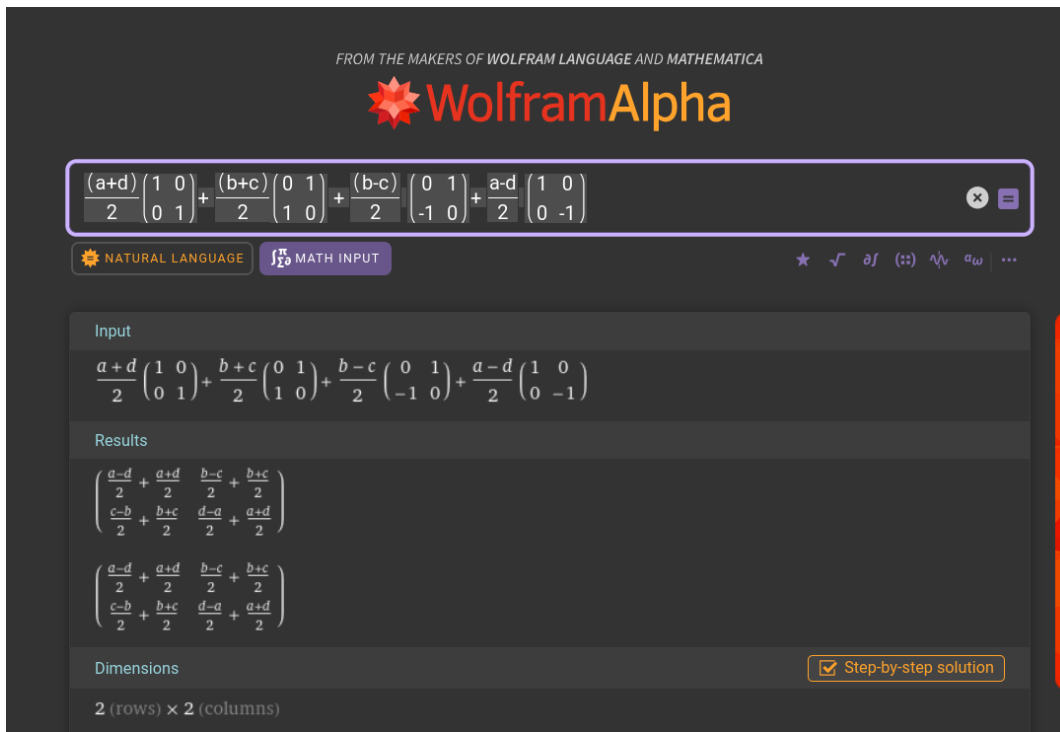 FROM THE MAKERS OF WOLFRAM LANGUAGE AND MATHEMATICA
WolframAlpha
(a+d)/2 (1 0; 0 1) + (b+c)/2 (0 1; 1 0) + (b-c)/2 (0 1; -1 0) + a-d/2 (1 0; 0 -1)
NATURAL LANGUAGE
∫π Σ∂ MATH INPUT
★ √ ∂∫ (::) αω ...
Input
a + d/2 (1 0; 0 1) + b + c/2 (0 1; 1 0) + b − c/2 (0 1; −1 0) + a − d/2 (1 0; 0 −1)
Results
(a−d/2 + a+d/2 b−c/2 + b+c/2
c−b/2 + b+c/2 d−a/2 + a+d/2)
(a−d/2 + a+d/2 b−c/2 + b+c/2
c−b/2 + b+c/2 d−a/2 + a+d/2)
Dimensions
Step-by-step solution
2 (rows) × 2 (columns)